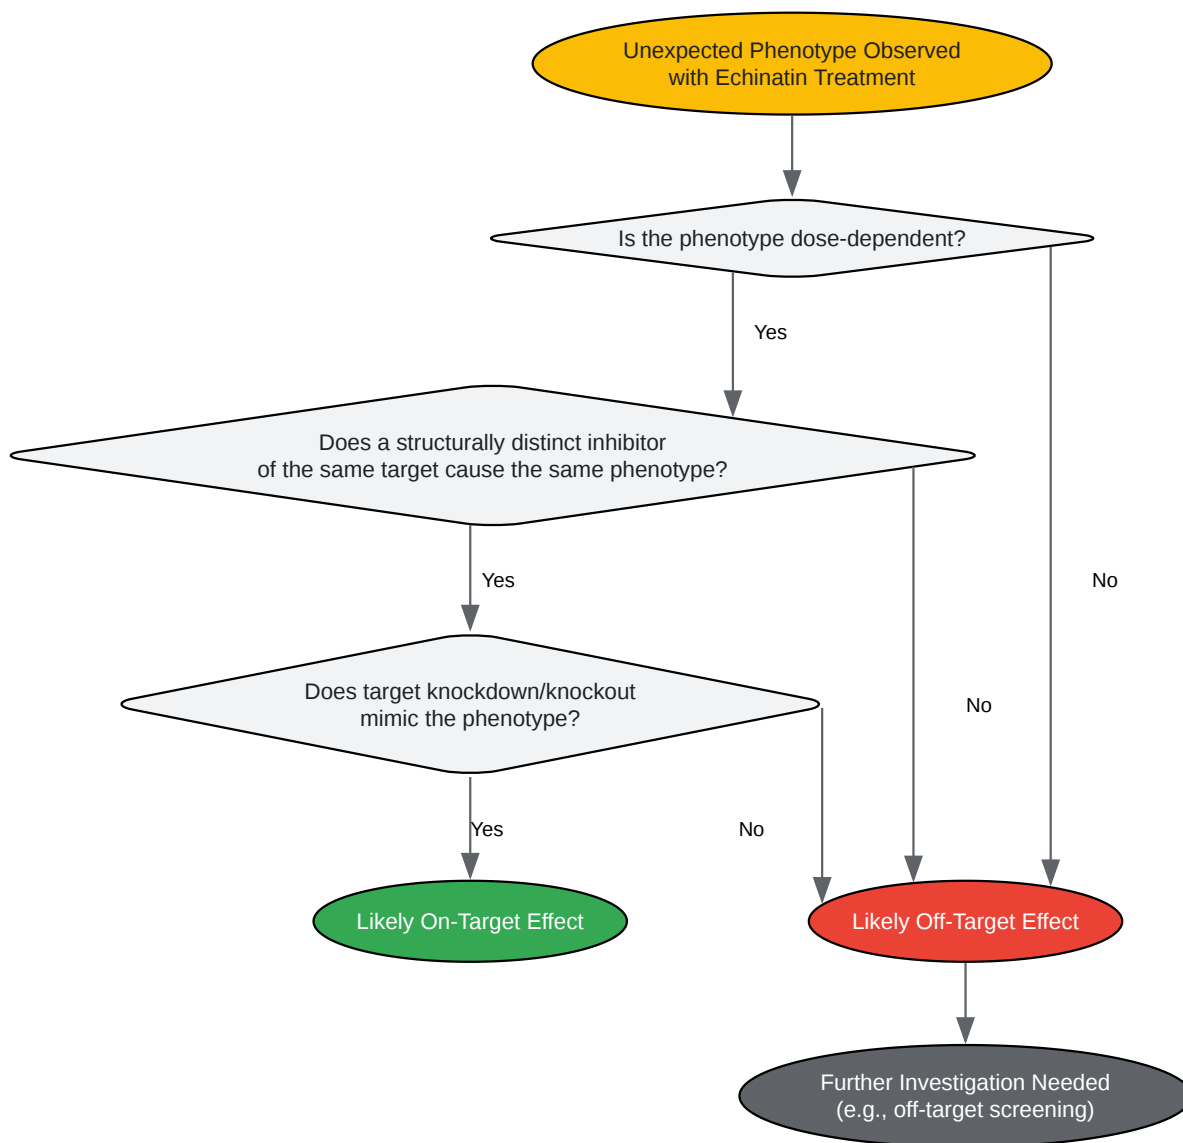 Unexpected Phenotype Observed
with Echinatin Treatment
Is the phenotype dose-dependent?
Yes
Does a structurally distinct inhibitor
of the same target cause the same phenotype?
Yes
No
Does target knockdown/knockout
mimic the phenotype?
No
Yes
No
Likely On-Target Effect
Likely Off-Target Effect
Further Investigation Needed
(e.g., off-target screening)